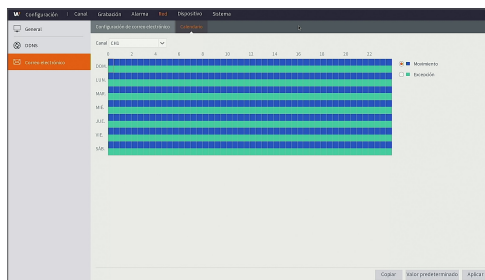 W Configuración Canal Grabación Alarma Red Dispositivo Sistema
General
Configuración de correo electrónico Calendario
DDNS
Canal CH1
Correo electrónico
0 2 4 6 8 10 12 14 16 18 20 22
DOM.
LUN.
MAR.
MIÉ.
JUE.
VIE.
SÁB.
Movimiento
Excepción
Copiar Valor predeterminado Aplicar